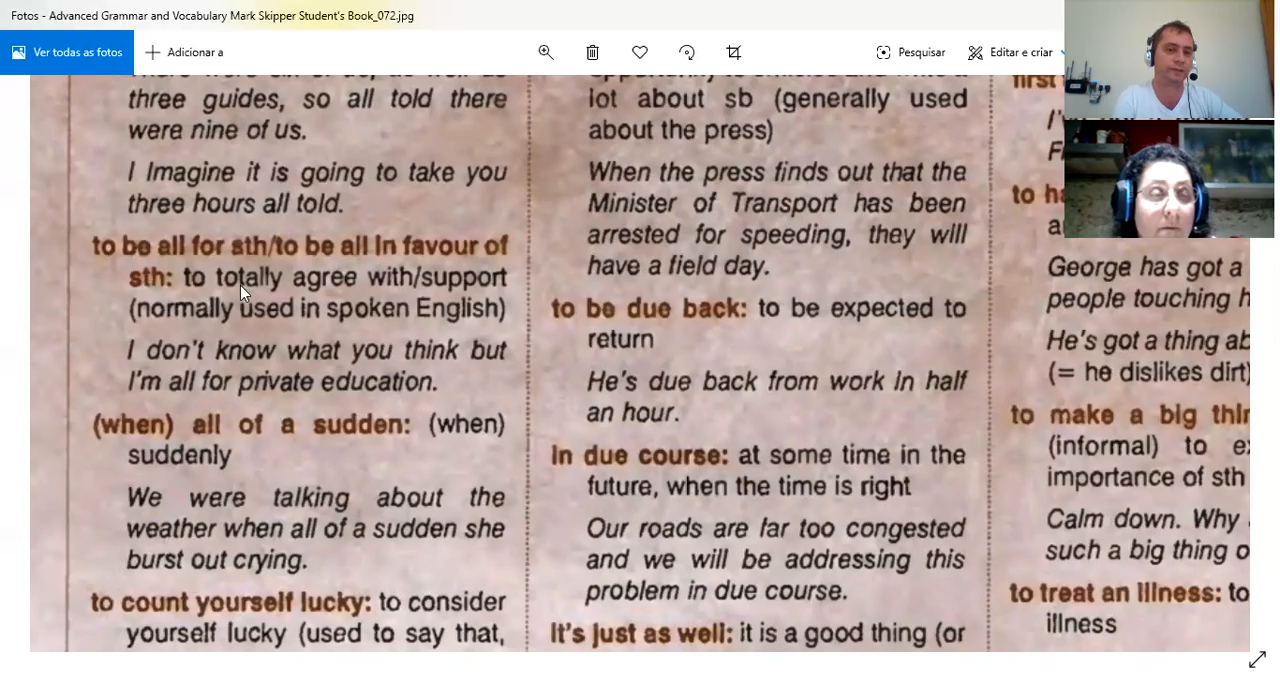 Fotos - Advanced Grammar and Vocabulary Mark Skipper Student's Book_072.jpg
Ver todas as fotos
Adicionar a
Pesquisar
Editar e criar
three guides, so all told there
were nine of us.
I Imagine it is going to take you
three hours all told.
to be all for sth/to be all in favour of
sth: to totally agree with/support
(normally used in spoken English)
I don't know what you think but
I'm all for private education.
(when) all of a sudden: (when)
suddenly
We were talking about the
weather when all of a sudden she
burst out crying.
to count yourself lucky: to consider
yourself lucky (used to say that,
lot about sb (generally used
about the press)
When the press finds out that the
Minister of Transport has been
arrested for speeding, they will
have a field day.
to be due back: to be expected to
return
He's due back from work in half
an hour.
in due course: at some time in the
future, when the time is right
Our roads are far too congested
and we will be addressing this
problem in due course.
It's just as well: it is a good thing (or
first
I'
F
to ha
a
George has got a
people touching h
He's got a thing ab
(= he dislikes dirt)
to make a big thin
(informal) to e
importance of sth
Calm down. Why
such a big thing o
to treat an illness: to
illness